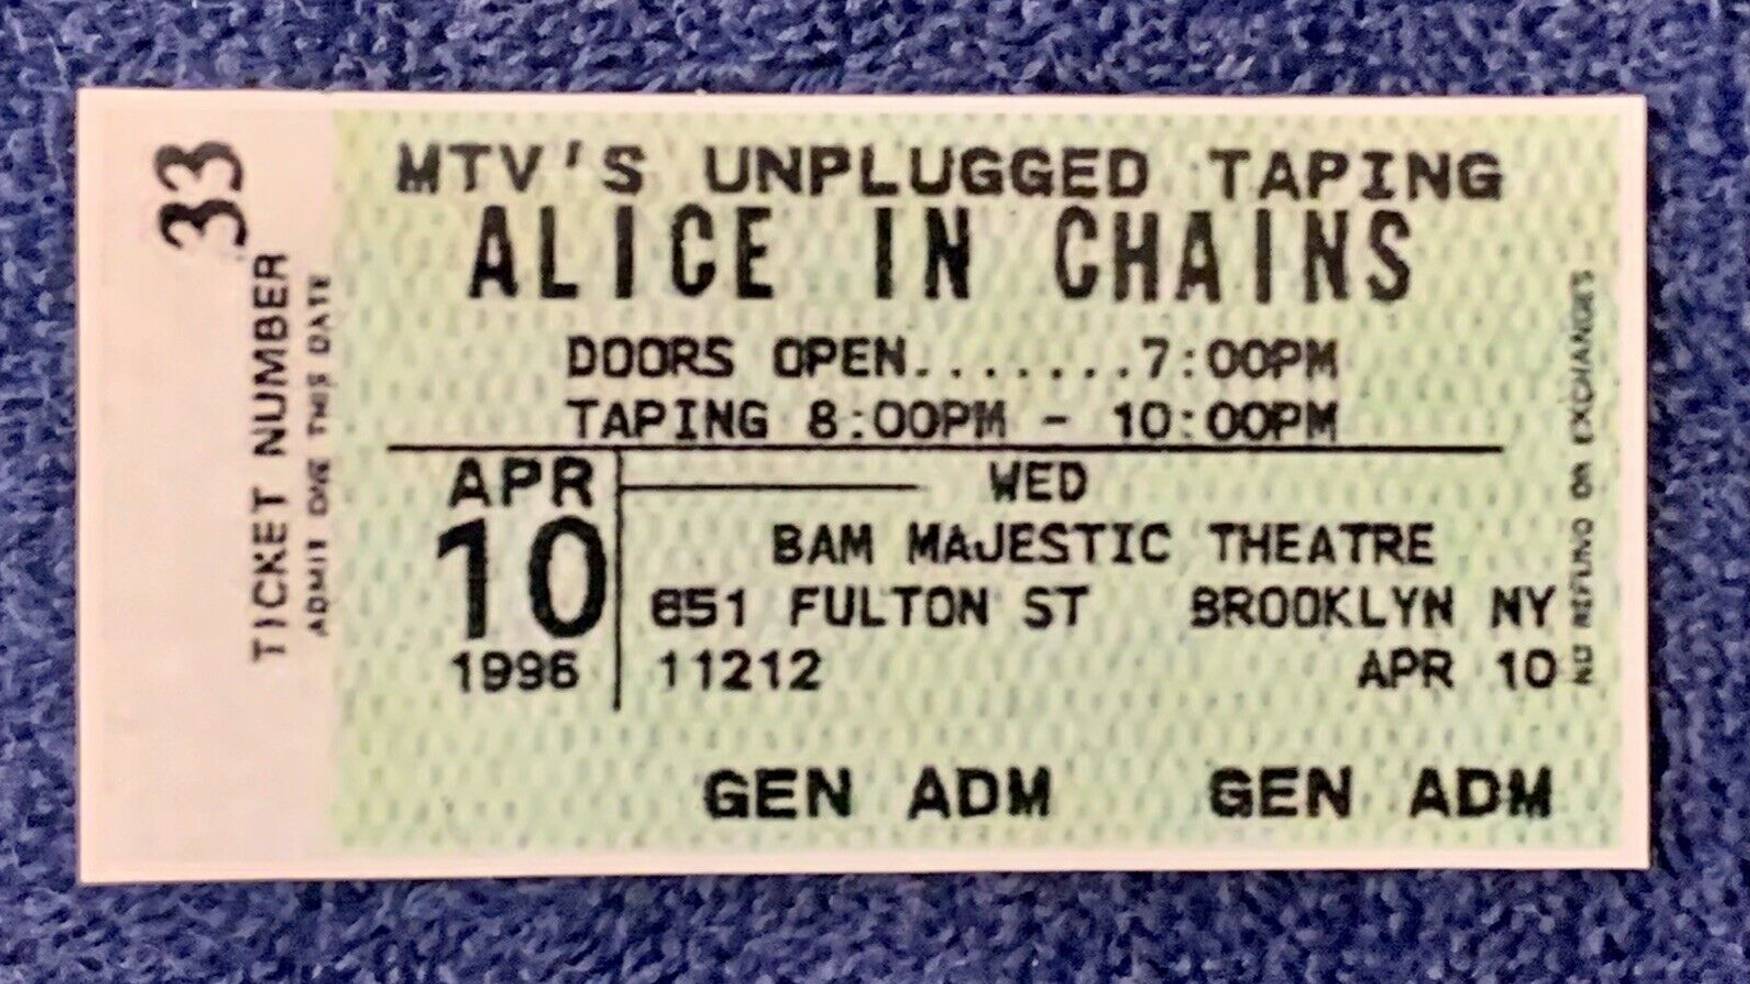 33
TICKET NUMBER
ADMIT ONE THIS DATE
MTV'S UNPLUGGED TAPING
ALICE IN CHAINS
DOORS OPEN.......7:00PM
TAPING 8:00PM - 10:00PM
APR
10
1996
WED
BAM MAJESTIC THEATRE
651 FULTON ST BROOKLYN NY
11212 APR 10
GEN ADM GEN ADM
NO REFUND OR EXCHANGES